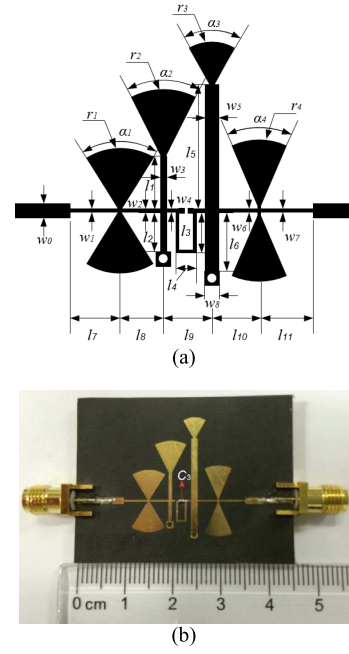 r3 α3
r2 α2
r1 α1 w5 α4 r4
l1 w3 l5
w2 w4
w0 w1 l2 l3 w6 w7
l4 l6
w8
l7 l8 l9 l10 l11
(a)
C3
0 cm 1 2 3 4 5
(b)